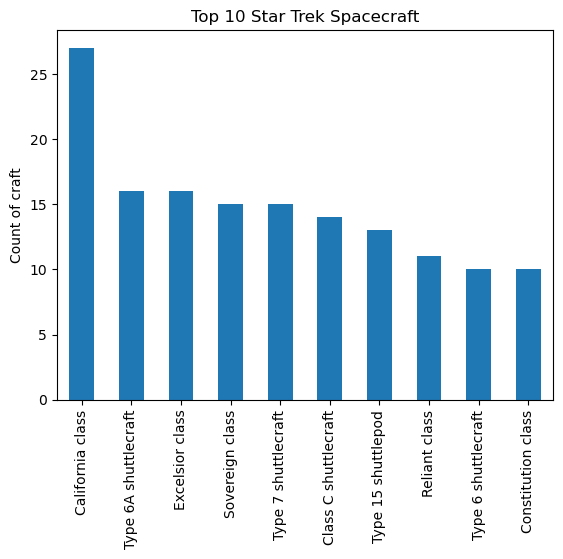 Top 10 Star Trek Spacecraft
Count of craft
25
20
15
10
5
0
California class
Type 6A shuttlecraft
Excelsior class
Sovereign class
Type 7 shuttlecraft
Class C shuttlecraft
Type 15 shuttlepod
Reliant class
Type 6 shuttlecraft
Constitution class